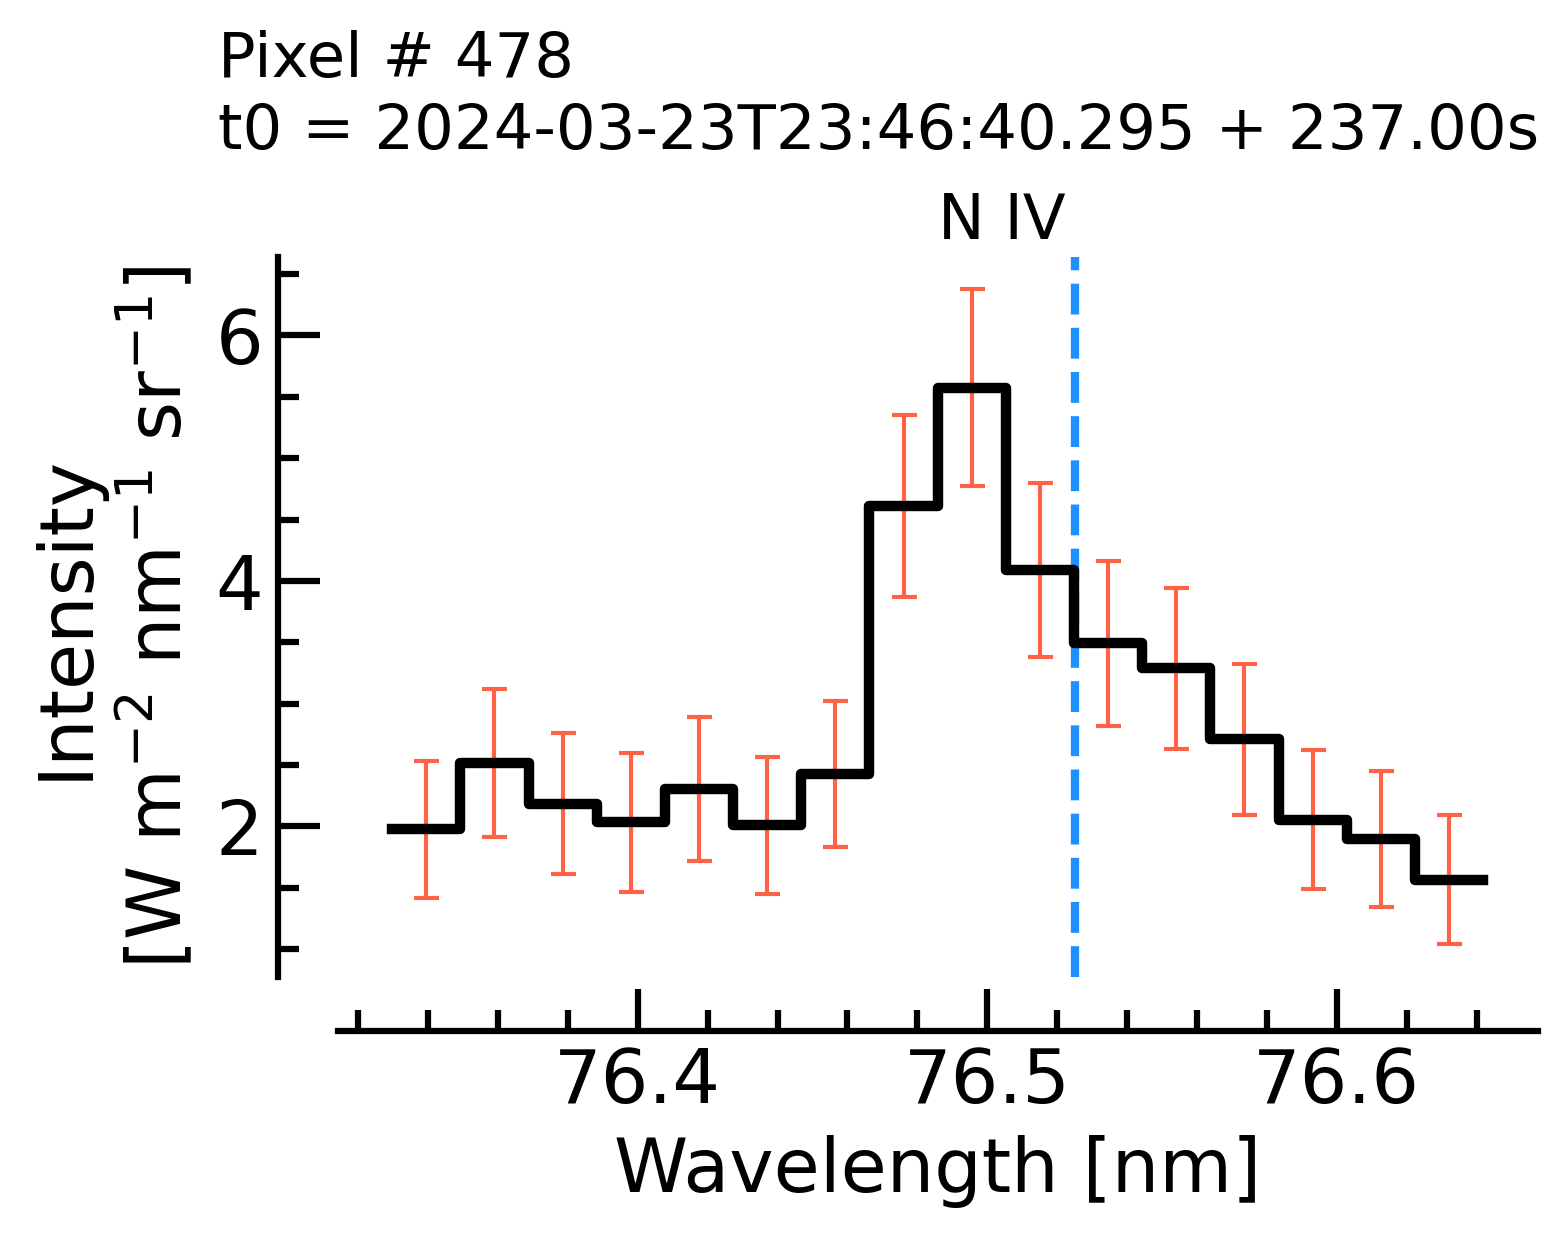 Pixel # 478
t0 = 2024-03-23T23:46:40.295 + 237.00s
N IV
Intensity
[W m⁻² nm⁻¹ sr⁻¹]
6
4
2
76.4 76.5 76.6
Wavelength [nm]